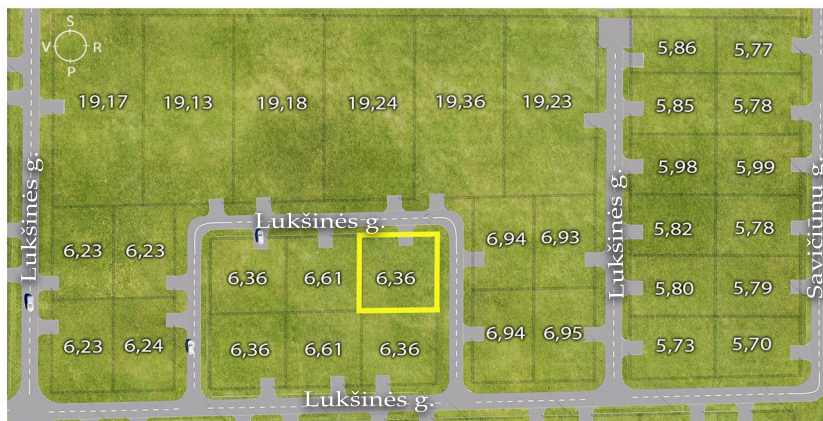 S
V R
P
5,86 5,77
19,17 19,13 19,18 19,24 19,36 19,23
5,85 5,78
5,98 5,99
Lukšinės g.
Lukšinės g.
Lukšinės g.
Savičiūnų g.
5,82 5,78
6,23 6,23
6,94 6,93
6,36 6,61 6,36
5,80 5,79
6,23 6,24
6,36 6,61 6,36
6,94 6,95
5,73 5,70
Lukšinės g.